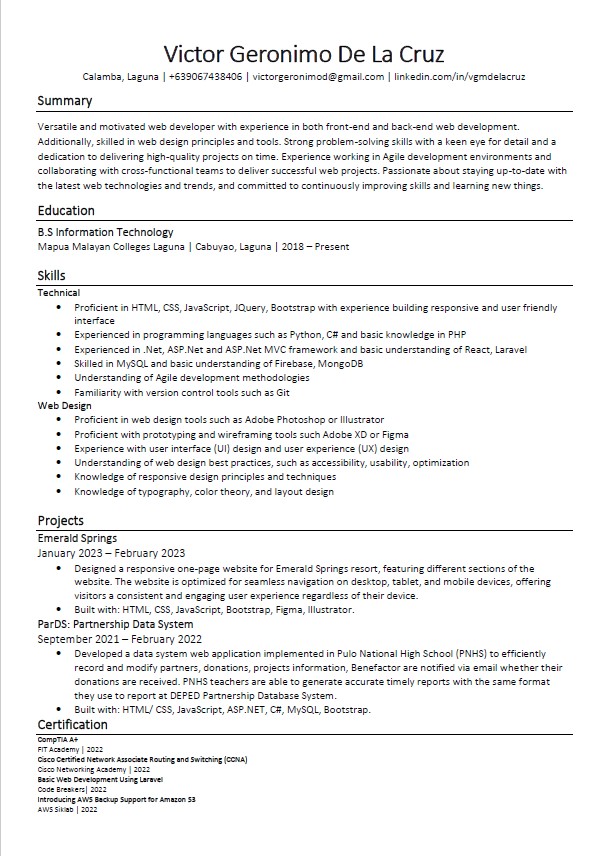 Victor Geronimo De La Cruz
Calamba, Laguna | +639067438406 | victorgeronimod@gmail.com | linkedin.com/in/vgmdelacruz
Summary
Versatile and motivated web developer with experience in both front-end and back-end web development.
Additionally, skilled in web design principles and tools. Strong problem-solving skills with a keen eye for detail and a
dedication to delivering high-quality projects on time. Experience working in Agile development environments and
collaborating with cross-functional teams to deliver successful web projects. Passionate about staying up-to-date with
the latest web technologies and trends, and committed to continuously improving skills and learning new things.
Education
B.S Information Technology
Mapua Malayan Colleges Laguna | Cabuyao, Laguna | 2018 – Present
Skills
Technical
• Proficient in HTML, CSS, JavaScript, JQuery, Bootstrap with experience building responsive and user friendly
interface
• Experienced in programming languages such as Python, C# and basic knowledge in PHP
• Experienced in .Net, ASP.Net and ASP.Net MVC framework and basic understanding of React, Laravel
• Skilled in MySQL and basic understanding of Firebase, MongoDB
• Understanding of Agile development methodologies
• Familiarity with version control tools such as Git
Web Design
• Proficient in web design tools such as Adobe Photoshop or Illustrator
• Proficient with prototyping and wireframing tools such Adobe XD or Figma
• Experience with user interface (UI) design and user experience (UX) design
• Understanding of web design best practices, such as accessibility, usability, optimization
• Knowledge of responsive design principles and techniques
• Knowledge of typography, color theory, and layout design
Projects
Emerald Springs
January 2023 – February 2023
• Designed a responsive one-page website for Emerald Springs resort, featuring different sections of the
website. The website is optimized for seamless navigation on desktop, tablet, and mobile devices, offering
visitors a consistent and engaging user experience regardless of their device.
• Built with: HTML, CSS, JavaScript, Bootstrap, Figma, Illustrator.
ParDS: Partnership Data System
September 2021 – February 2022
• Developed a data system web application implemented in Pulo National High School (PNHS) to efficiently
record and modify partners, donations, projects information, Benefactor are notified via email whether their
donations are received. PNHS teachers are able to generate accurate timely reports with the same format
they use to report at DEPED Partnership Database System.
• Built with: HTML/ CSS, JavaScript, ASP.NET, C#, MySQL, Bootstrap.
Certification
CompTIA A+
FIT Academy | 2022
Cisco Certified Network Associate Routing and Switching (CCNA)
Cisco Networking Academy | 2022
Basic Web Development Using Laravel
Code Breakers| 2022
Introducing AWS Backup Support for Amazon S3
AWS Siklab | 2022